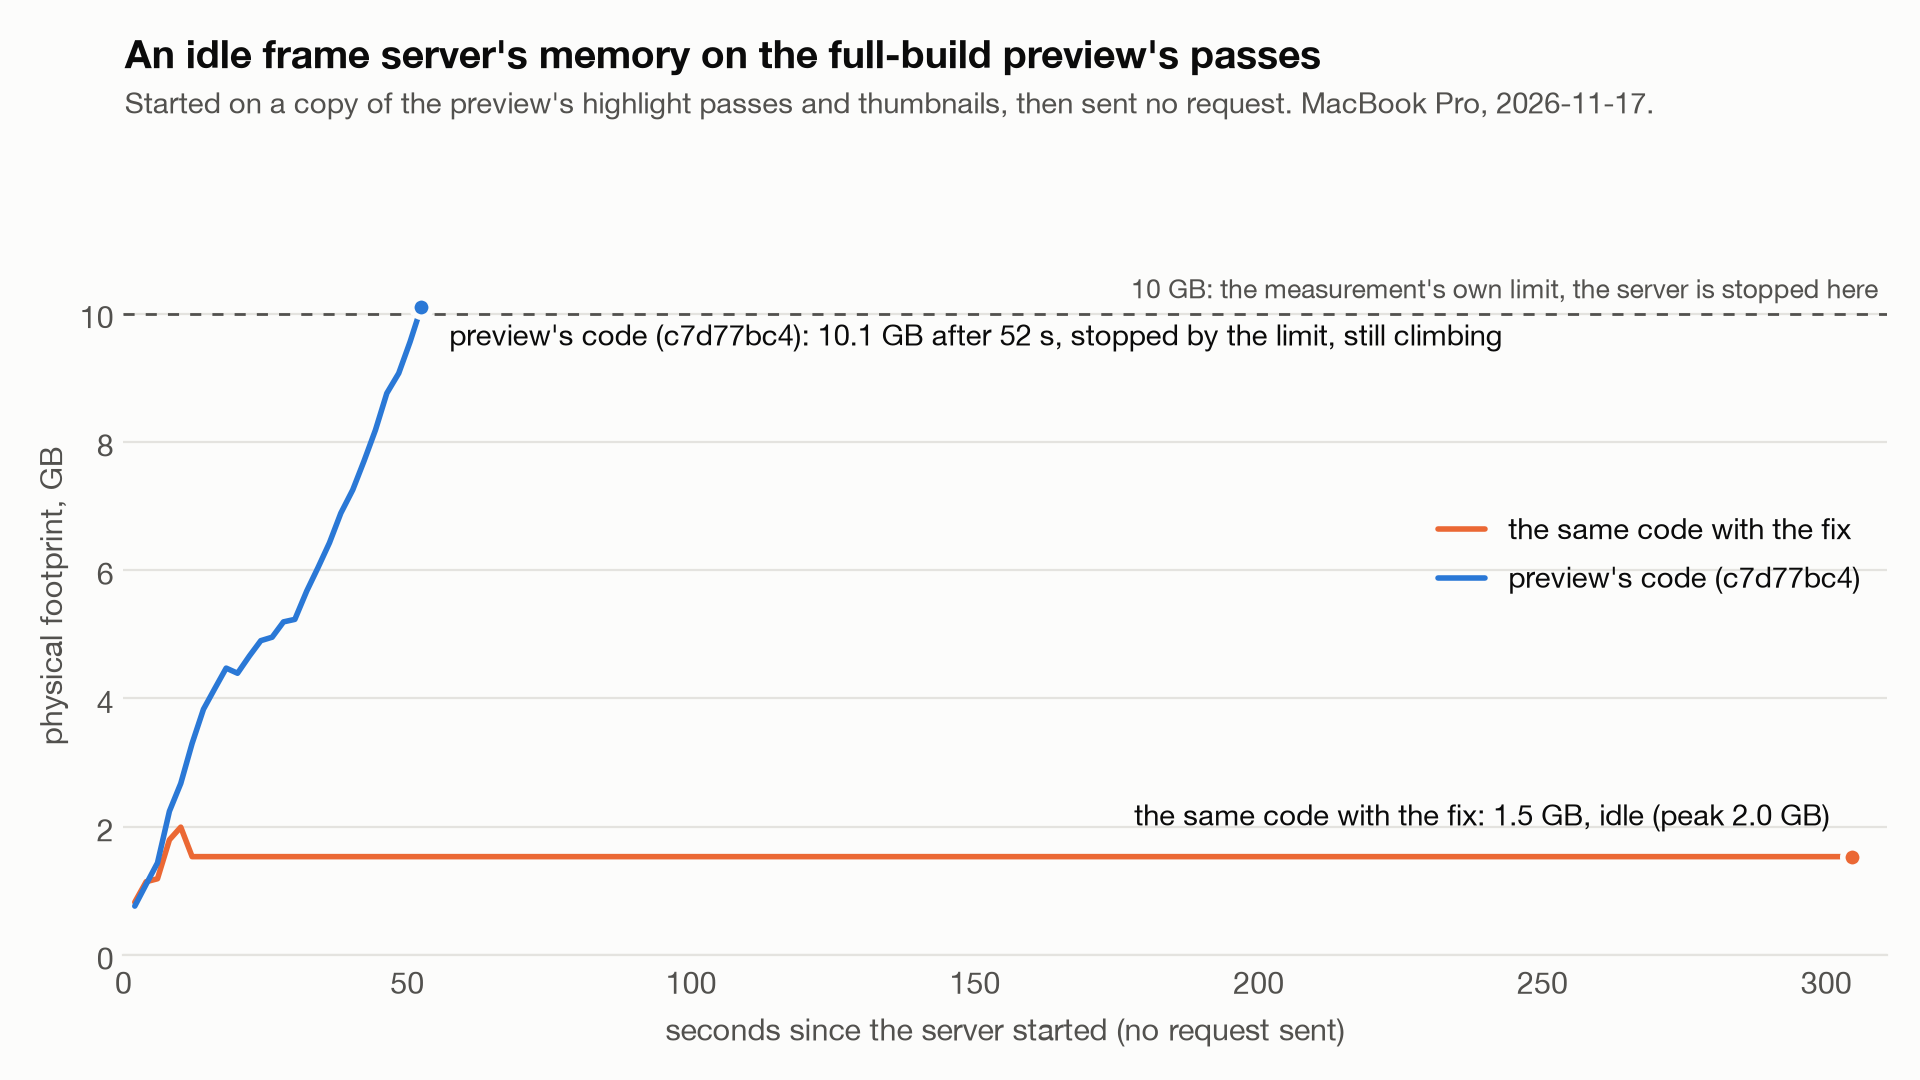 An idle frame server's memory on the full-build preview's passes
Started on a copy of the preview's highlight passes and thumbnails, then sent no request. MacBook Pro, 2026-11-17.
10 GB: the measurement's own limit, the server is stopped here
10
preview's code (c7d77bc4): 10.1 GB after 52 s, stopped by the limit, still climbing
8
physical footprint, GB
the same code with the fix
6
preview's code (c7d77bc4)
4
the same code with the fix: 1.5 GB, idle (peak 2.0 GB)
2
0
0 50 100 150 200 250 300
seconds since the server started (no request sent)